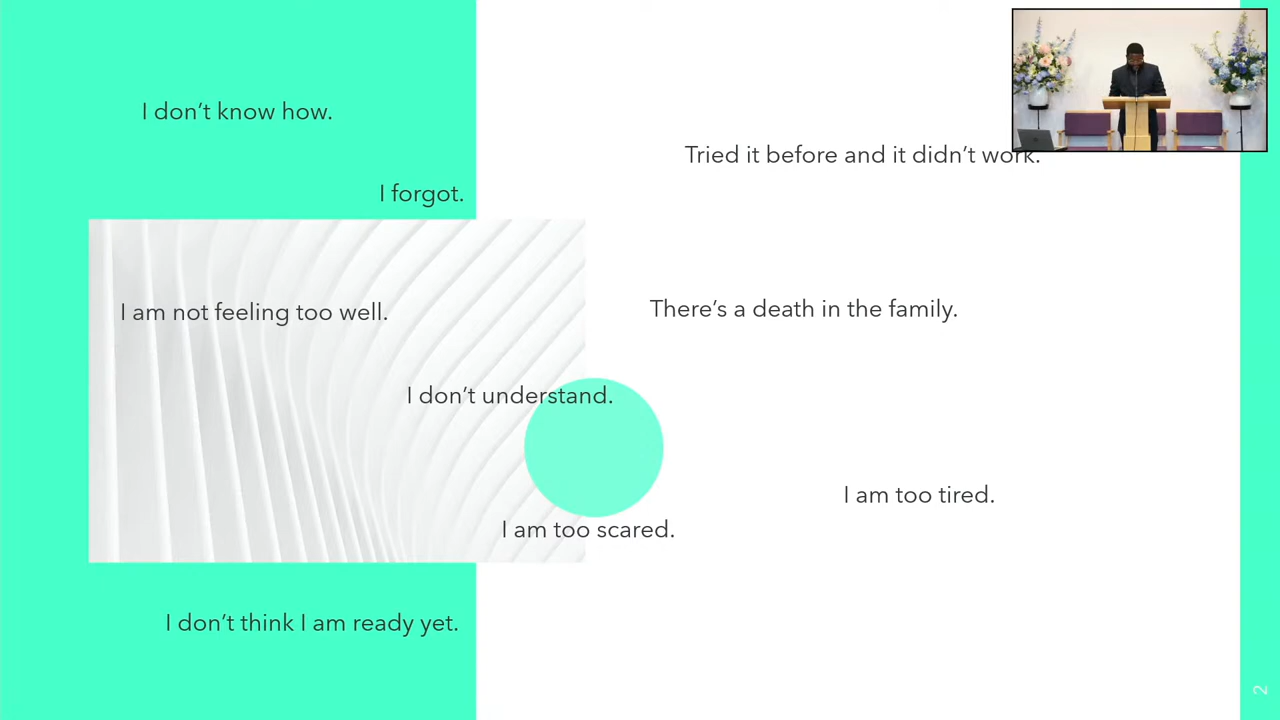 I don’t know how.
Tried it before and it didn’t work.
I forgot.
I am not feeling too well.
There’s a death in the family.
I don’t understand.
I am too tired.
I am too scared.
I don’t think I am ready yet.
2